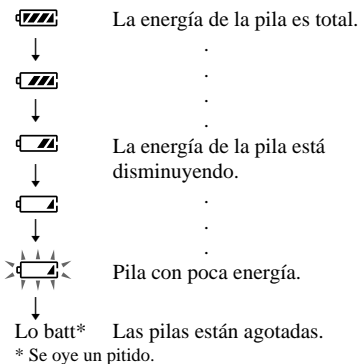 La energía de la pila es total.
.
.
.
.
La energía de la pila está
disminuyendo.
.
.
.
Pila con poca energía.
Lo batt* Las pilas están agotadas.
* Se oye un pitido.